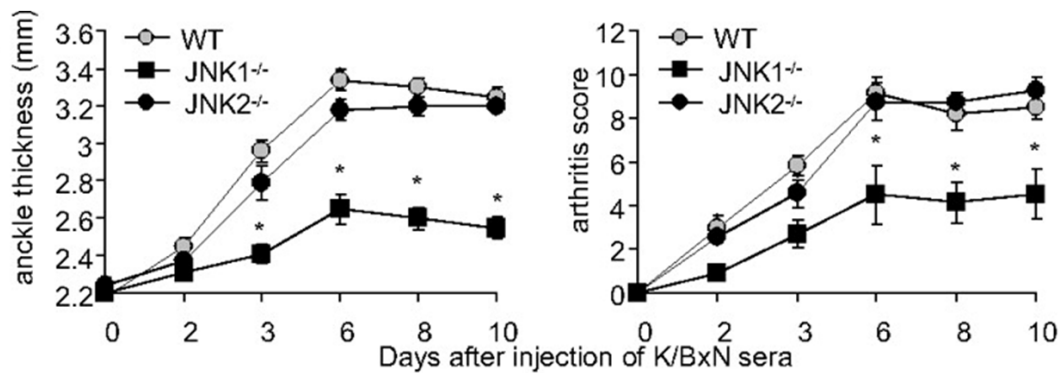 anckle thickness (mm)
3.6
3.4
3.2
3
2.8
2.6
2.4
2.2
WT
JNK1-/-
JNK2-/-
*
*
*
*
0 2 3 6 8 10
arthritis score
12
10
8
6
4
2
0
WT
JNK1-/-
JNK2-/-
*
*
*
0 2 3 6 8 10
Days after injection of K/BxN sera